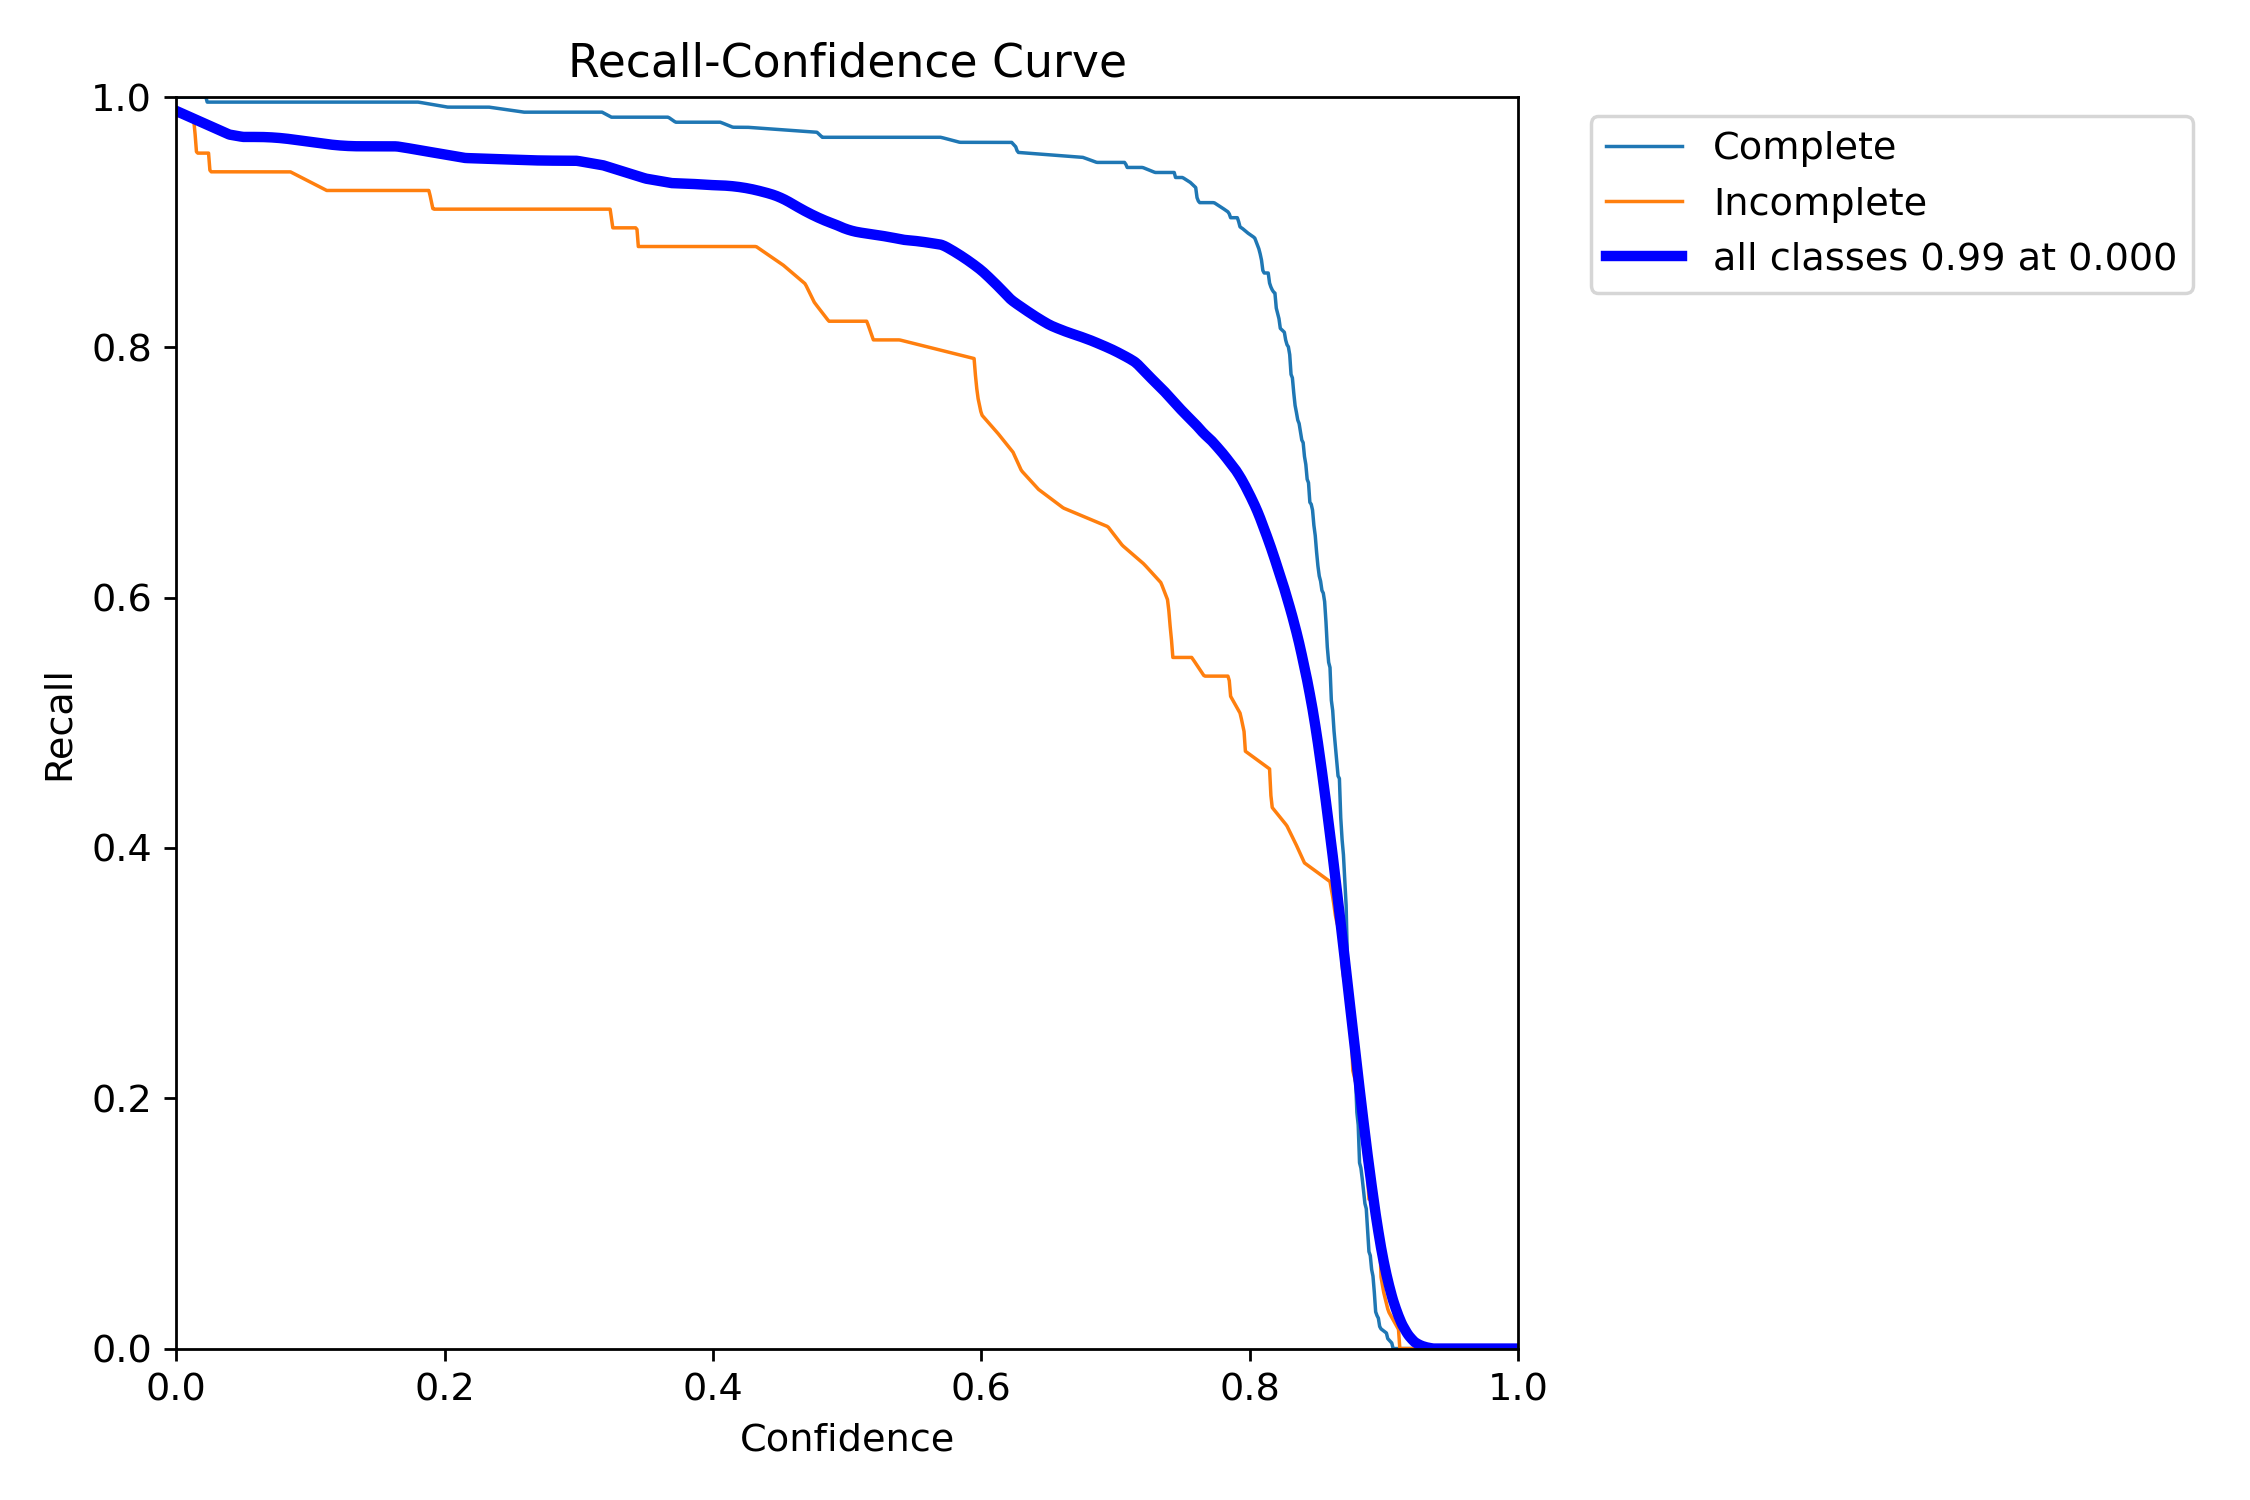 Recall-Confidence Curve
1.0
0.8
0.6
0.4
0.2
0.0
Recall
0.0 0.2 0.4 0.6 0.8 1.0
Confidence
Complete
Incomplete
all classes 0.99 at 0.000